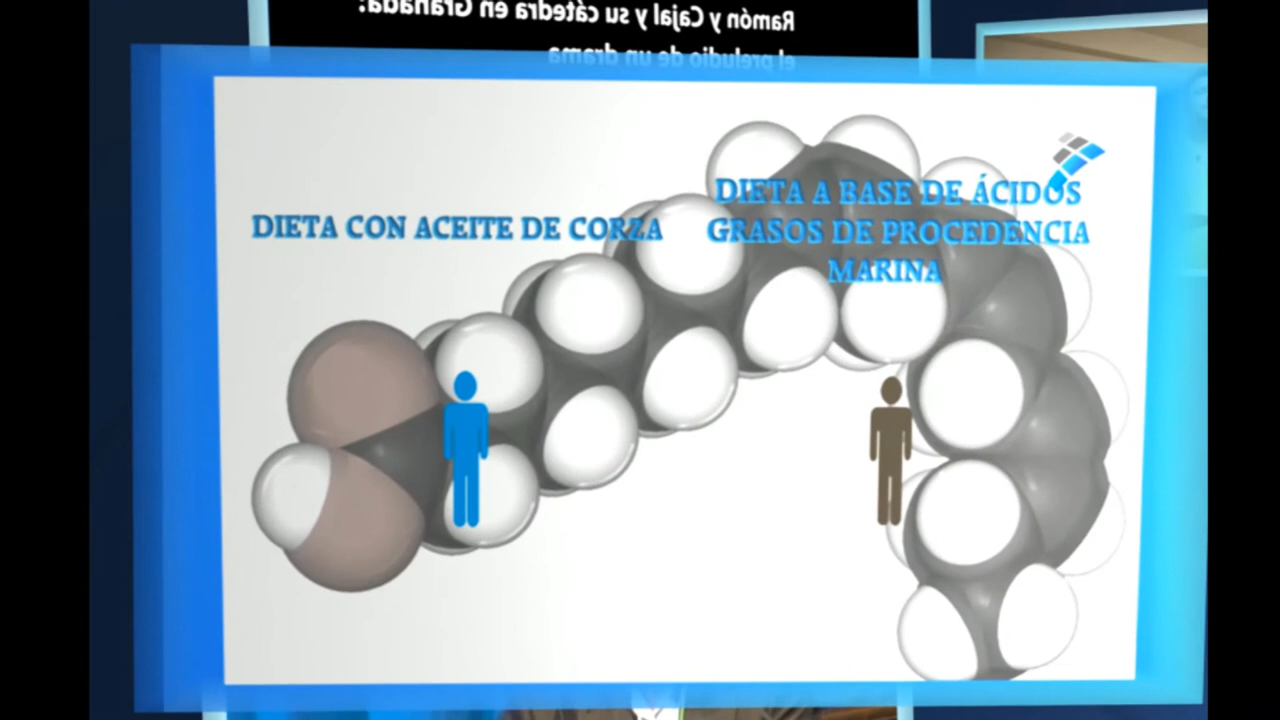 Ramón y Cajal y su cátedra en Granada:
el preludio de un drama
DIETA CON ACEITE DE CORZA
DIETA A BASE DE ÁCIDOS
GRASOS DE PROCEDENCIA
MARINA